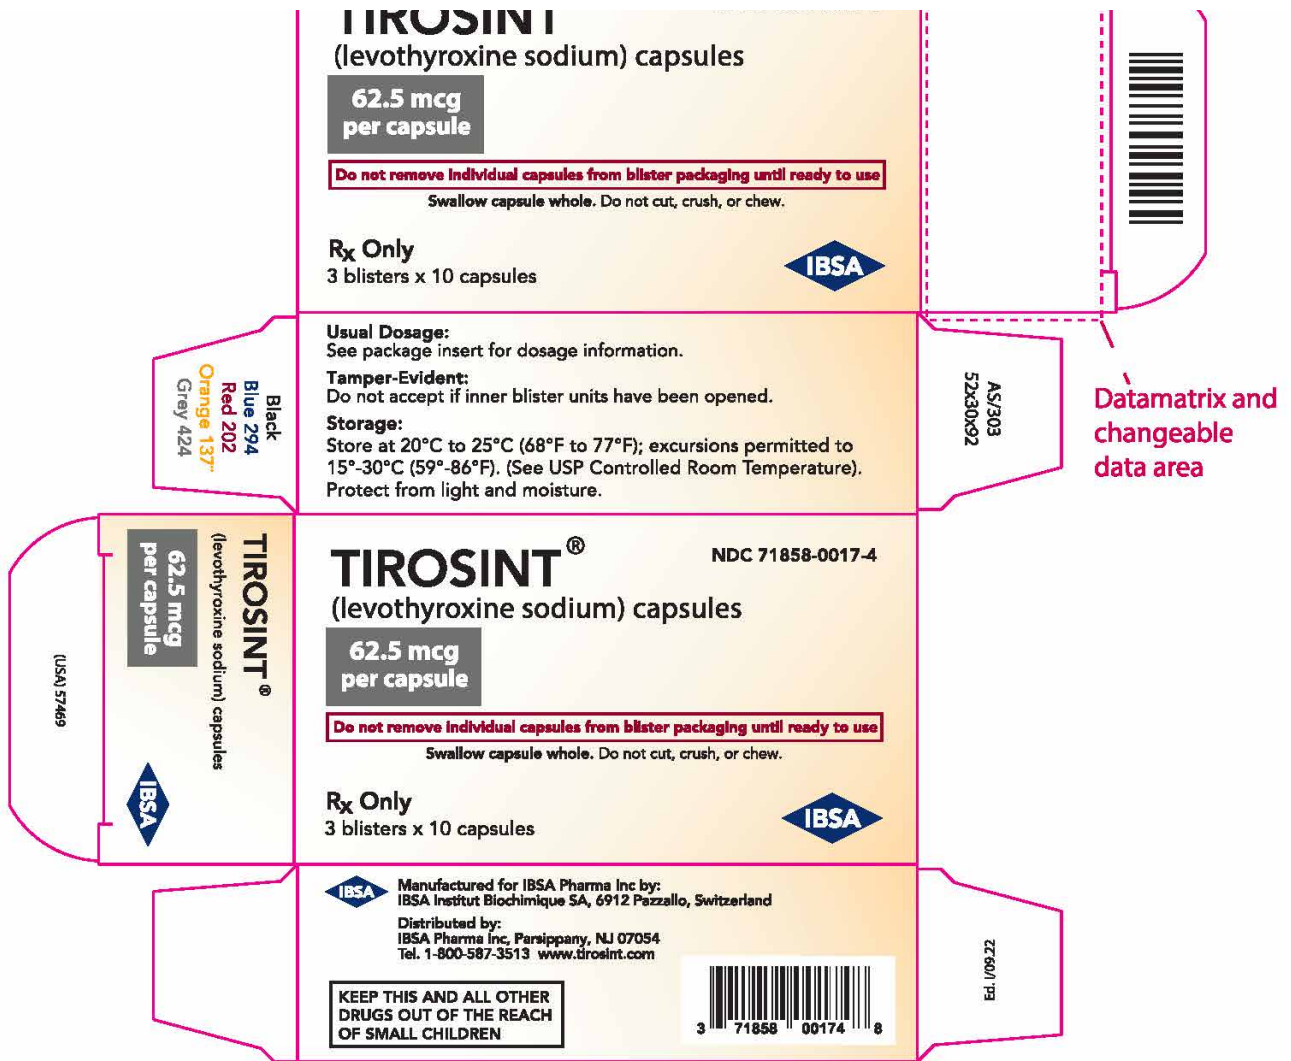 TIROSINT
(levothyroxine sodium) capsules
62.5 mcg
per capsule
Do not remove individual capsules from blister packaging until ready to use
Swallow capsule whole. Do not cut, crush, or chew.
Rx Only
3 blisters x 10 capsules
IBSA
Usual Dosage:
See package insert for dosage information.
Tamper-Evident:
Do not accept if inner blister units have been opened.
Storage:
Store at 20°C to 25°C (68°F to 77°F); excursions permitted to
15°-30°C (59°-86°F). (See USP Controlled Room Temperature).
Protect from light and moisture.
Black
Blue 294
Red 202
Orange 137"
Grey 424
AS/303
52x30x92
Datamatrix and
changeable
data area
TIROSINT®
(levothyroxine sodium) capsules
62.5 mcg
per capsule
IBSA
(USA) 57469
TIROSINT®
NDC 71858-0017-4
(levothyroxine sodium) capsules
62.5 mcg
per capsule
Do not remove individual capsules from blister packaging until ready to use
Swallow capsule whole. Do not cut, crush, or chew.
Rx Only
3 blisters x 10 capsules
IBSA
IBSA
Manufactured for IBSA Pharma Inc by:
IBSA Institut Biochimique SA, 6912 Pazzallo, Switzerland
Distributed by:
IBSA Pharma Inc, Parsippany, NJ 07054
Tel. 1-800-587-3513 www.tirosint.com
KEEP THIS AND ALL OTHER
DRUGS OUT OF THE REACH
OF SMALL CHILDREN
3 71858 00174 8
Ed. I/09.22